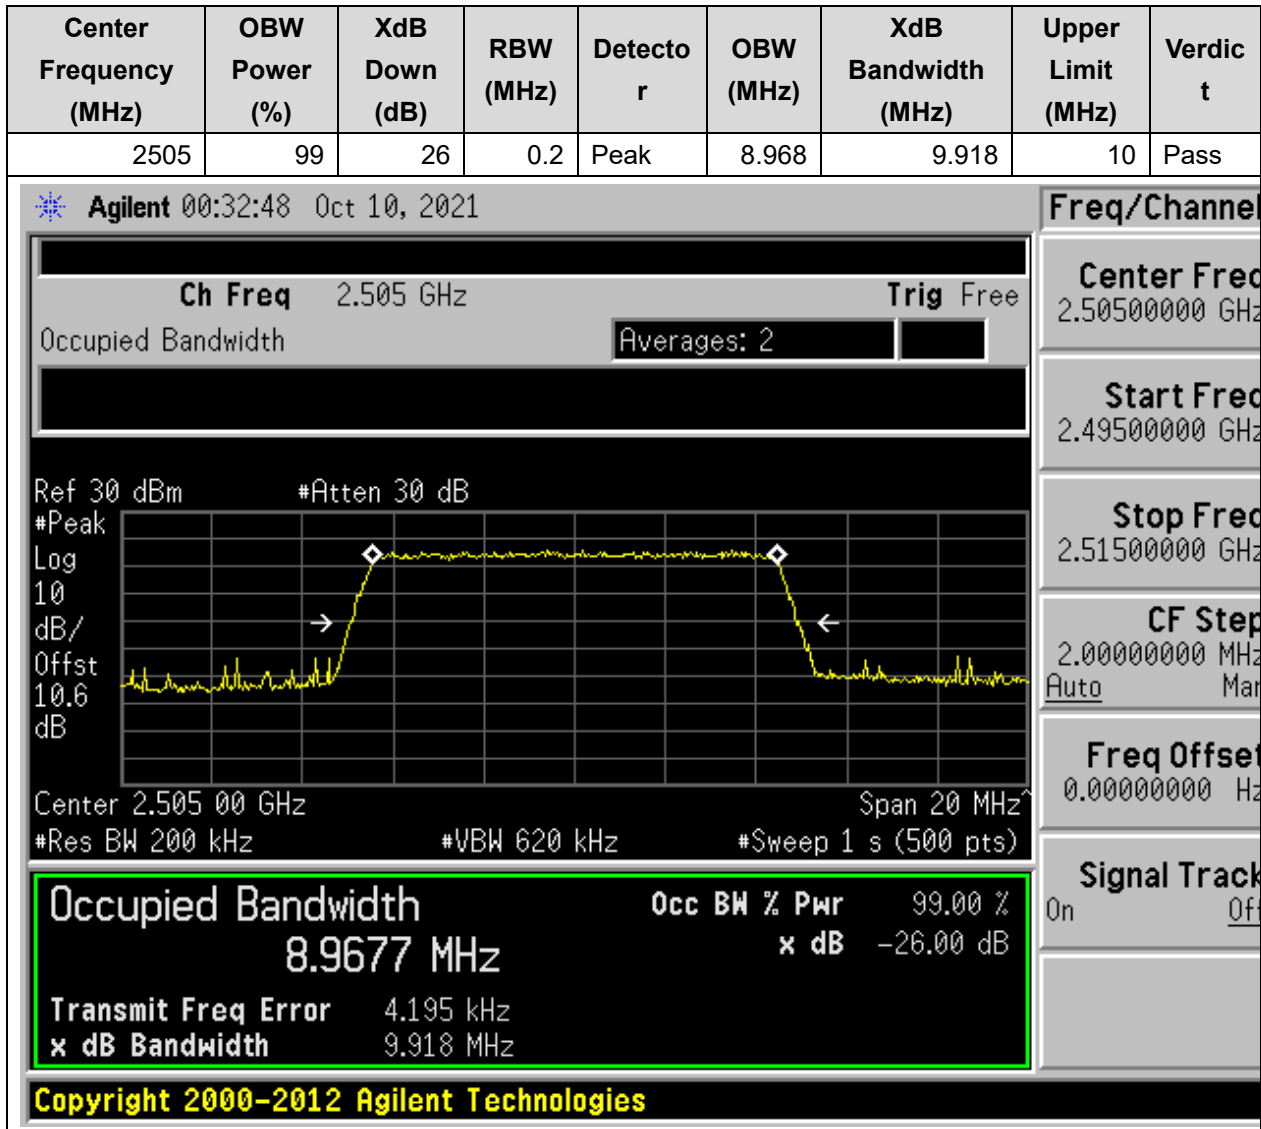 Center Frequency (MHz) OBW Power (%) XdB Down (dB) RBW (MHz) Detector OBW (MHz) XdB Bandwidth (MHz) Upper Limit (MHz) Verdict
2505 99 26 0.2 Peak 8.968 9.918 10 Pass
Agilent 00:32:48 Oct 10, 2021
Ch Freq 2.505 GHz Trig Free
Occupied Bandwidth Averages: 2
Ref 30 dBm #Atten 30 dB
#Peak
Log
10
dB/
Offst
10.6
dB
Center 2.505 00 GHz Span 20 MHz^
#Res BW 200 kHz #VBW 620 kHz #Sweep 1 s (500 pts)
Occupied Bandwidth Occ BW % Pwr 99.00 %
8.9677 MHz x dB -26.00 dB
Transmit Freq Error 4.195 kHz
x dB Bandwidth 9.918 MHz
Copyright 2000-2012 Agilent Technologies
Freq/Channel
Center Freq
2.50500000 GHz
Start Freq
2.49500000 GHz
Stop Freq
2.51500000 GHz
CF Step
2.00000000 MHz
Auto Man
Freq Offset
0.00000000 Hz
Signal Track
On Off